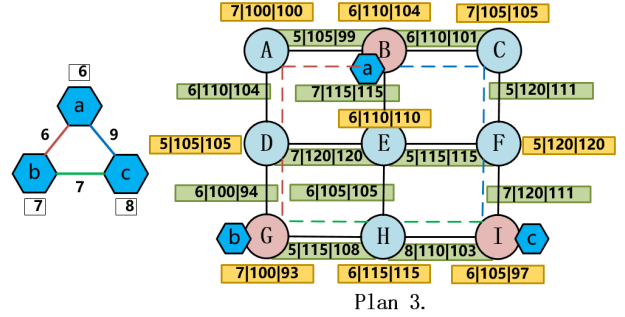 7|100|100
6|110|104
7|105|105
5|105|99
6|110|101
A
B
C
a
6
a
6
9
b
c
7
7
8
6|110|104
7|115|115
5|120|111
6|110|110
5|105|105
D
E
F
5|120|120
7|120|120
5|115|115
6|100|94
6|105|105
7|120|111
b
G
H
I
c
5|115|108
8|110|103
7|100|93
6|115|115
6|105|97
Plan 3.